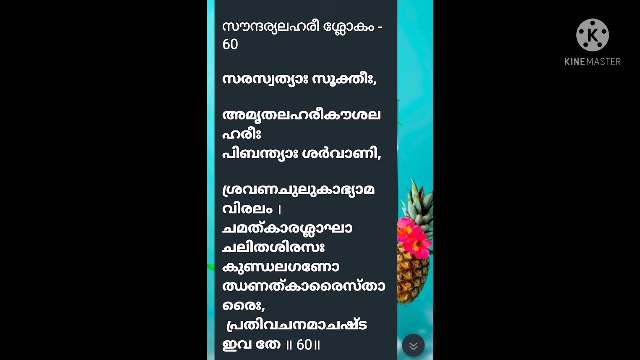 സൗന്ദര്യലഹരീ ശ്ലോകം -
60
സരസ്വത്യാഃ സൂക്തീഃ,
അമൃതലഹരീകൗശല
ഹരീഃ
പിബന്ത്യാഃ ശർവാണി,
ശ്രവണചുലുകാഭ്യാമ
വിരലം ।
ചമത്കാരശ്ലാഘാ
ചലിതശിരസഃ
കുണ്ഡലഗണോ
ഝണത്കാരൈസ്താ
രൈഃ,
പ്രതിവചനമാചഷ്ട
ഇവ തേ ॥ 60॥
K
KINEMASTER